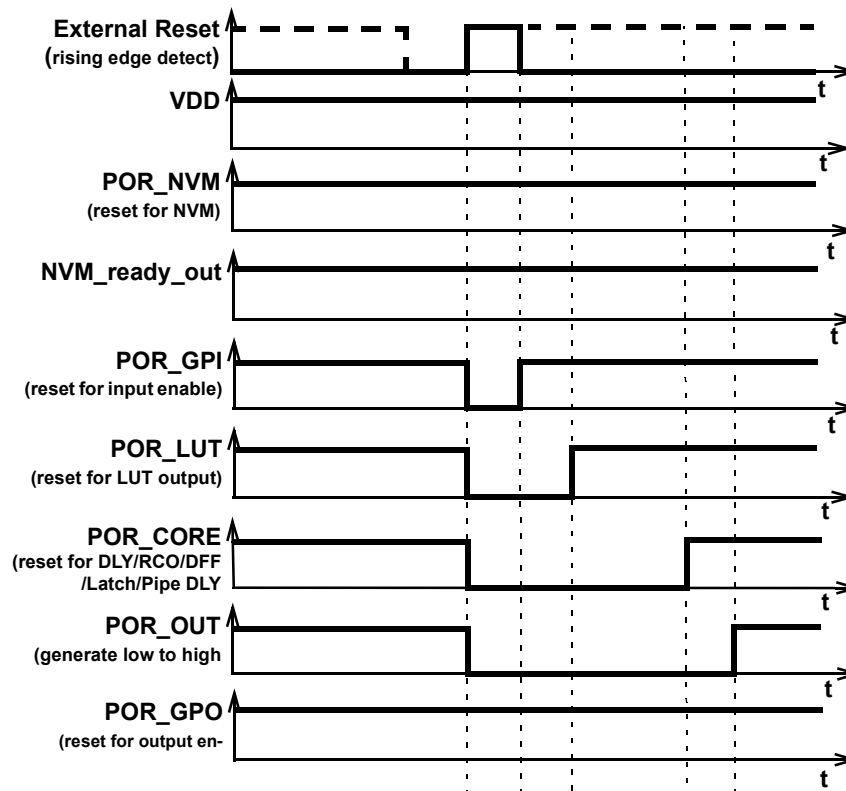 External Reset
(rising edge detect)
t
VDD
t
POR_NVM
(reset for NVM)
t
NVM_ready_out
t
POR_GPI
(reset for input enable)
t
POR_LUT
(reset for LUT output)
t
POR_CORE
(reset for DLY/RCO/DFF
/Latch/Pipe DLY
t
POR_OUT
(generate low to high
t
POR_GPO
(reset for output en-
t